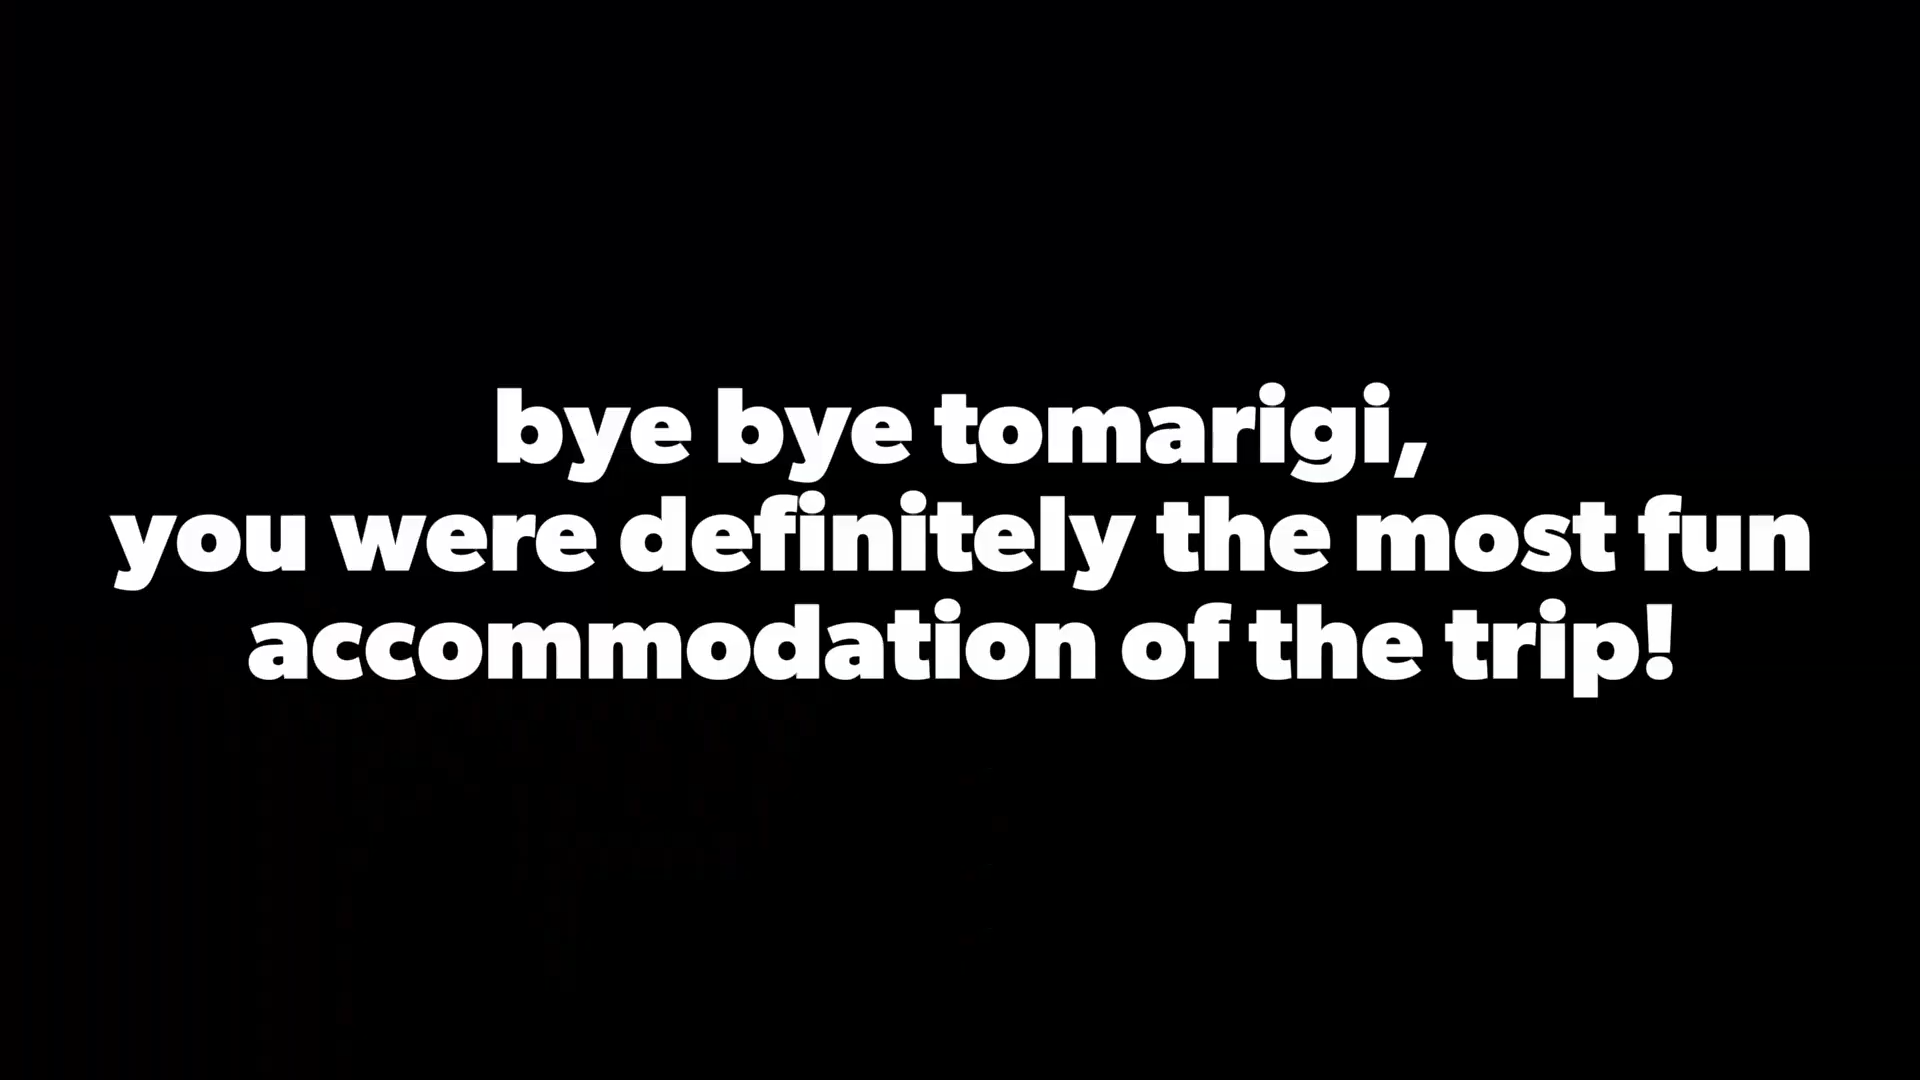 bye bye tomarigi,
you were definitely the most fun
accommodation of the trip!